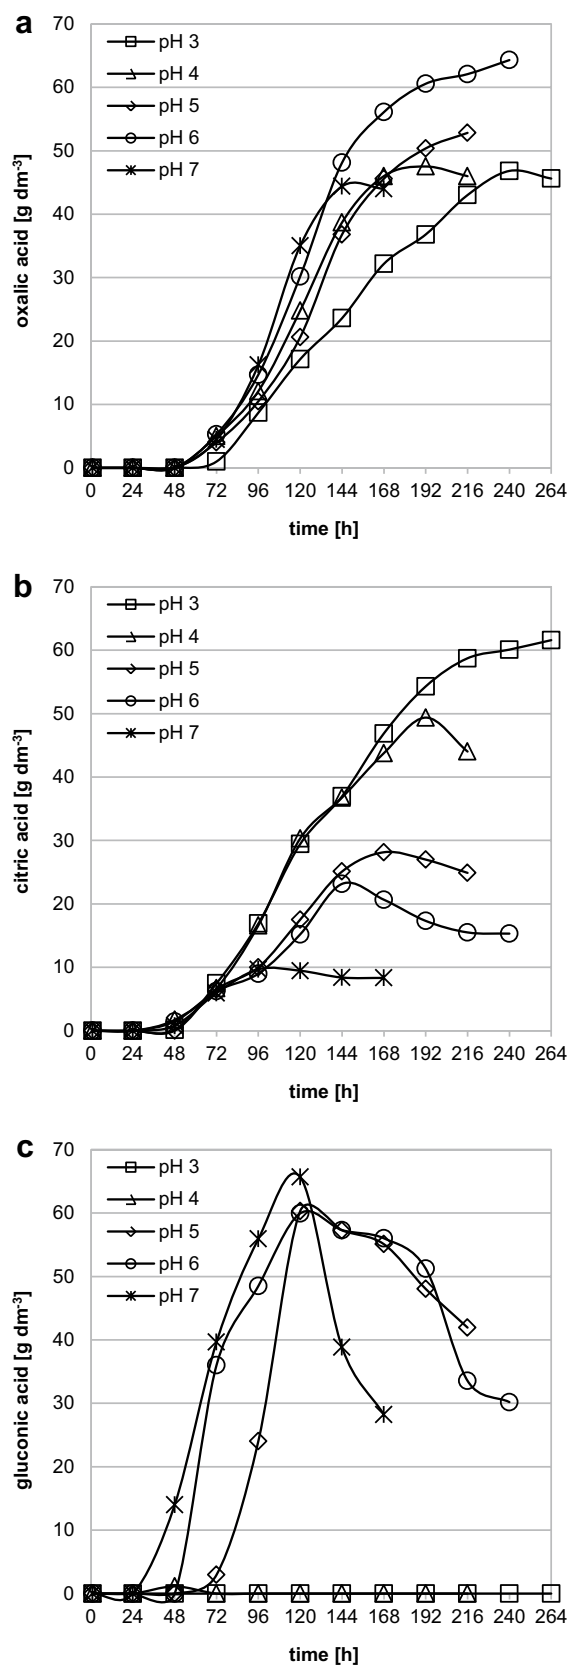 a
70
60
50
40
30
20
10
0
oxalic acid [g dm-3]
pH 3
pH 4
pH 5
pH 6
pH 7
0 24 48 72 96 120 144 168 192 216 240 264
time [h]
b
70
60
50
40
30
20
10
0
citric acid [g dm-3]
pH 3
pH 4
pH 5
pH 6
pH 7
0 24 48 72 96 120 144 168 192 216 240 264
time [h]
c
70
60
50
40
30
20
10
0
gluconic acid [g dm-3]
pH 3
pH 4
pH 5
pH 6
pH 7
0 24 48 72 96 120 144 168 192 216 240 264
time [h]